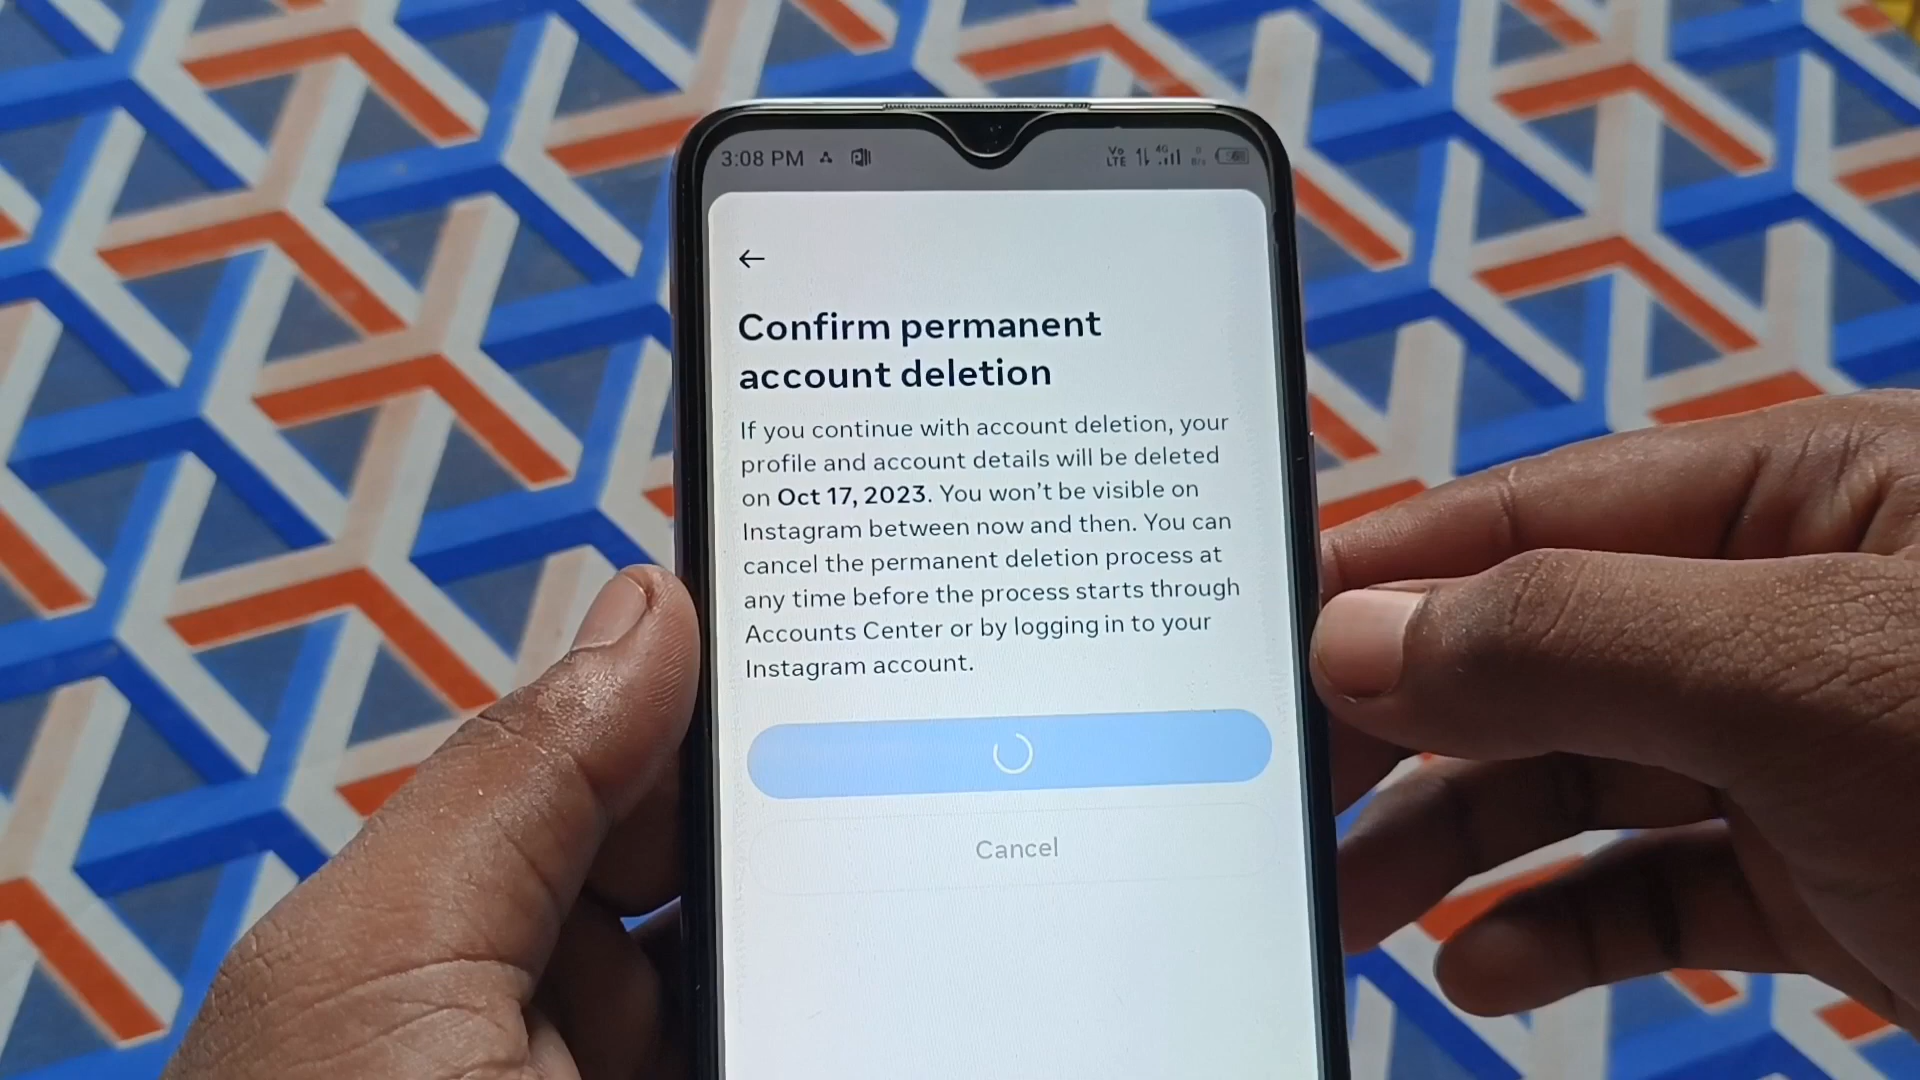 3:08 PM
Vo
LTE
4G
Confirm permanent
account deletion
If you continue with account deletion, your
profile and account details will be deleted
on Oct 17, 2023. You won't be visible on
Instagram between now and then. You can
cancel the permanent deletion process at
any time before the process starts through
Accounts Center or by logging in to your
Instagram account.
Cancel